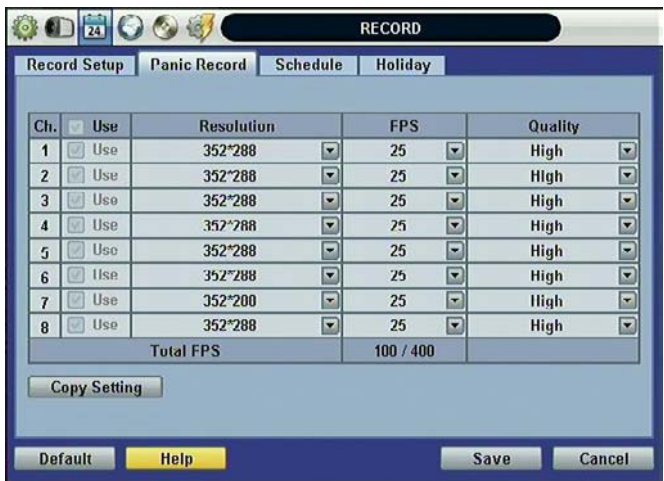 24 RECORD
Record Setup Panic Record Schedule Holiday
Ch. Use Resolution FPS Quality
1 Use 352*288 25 High
2 Use 352*288 25 High
3 Use 352*288 25 High
4 Use 352*288 25 High
5 Use 352*288 25 High
6 Use 352*288 25 High
7 Use 352*288 25 High
8 Use 352*288 25 High
Total FPS 100 / 400
Copy Setting
Default Help Save Cancel